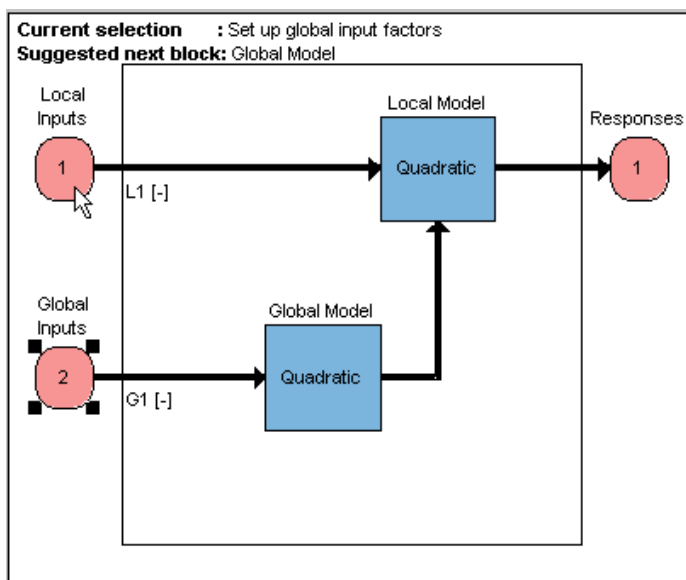 Current selection : Set up global input factors
Suggested next block: Global Model
Local
Inputs
Local Model
Responses
1
Quadratic
1
L1 [-]
Global
Inputs
Global Model
2
Quadratic
G1 [-]